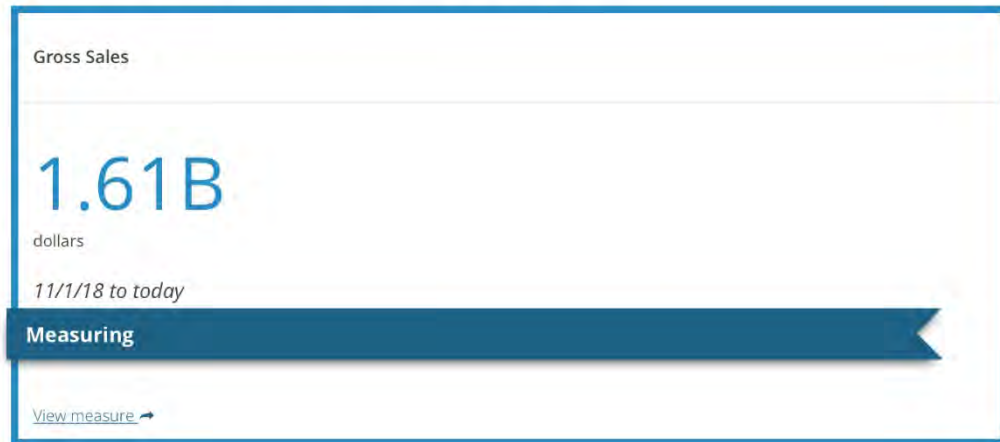 Gross Sales
1.61B
dollars
11/1/18 to today
Measuring
View measure